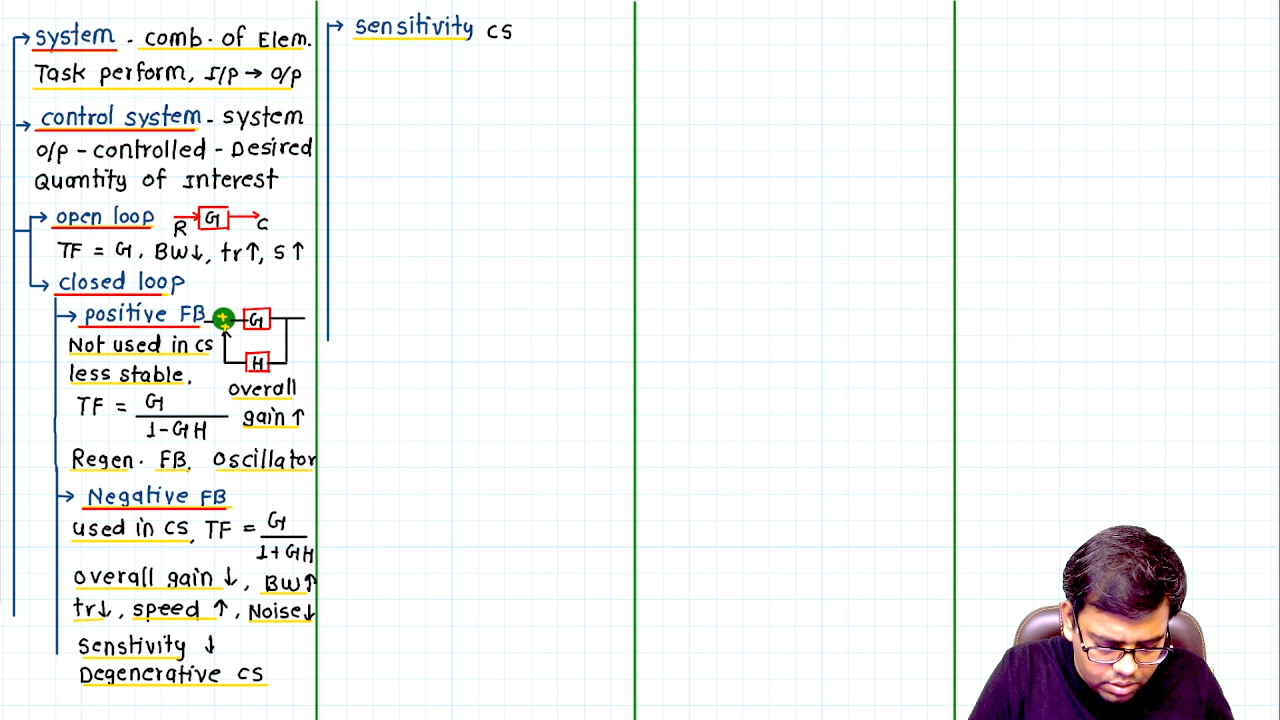 system - comb. of Elem.
Task perform, I/p → o/p
control system - system
o/p - controlled - Desired
Quantity of Interest
open loop R G C
TF = G, BW↓, tr↑, S↑
closed loop
positive FB + + G
Not used in cs
H
less stable.
overall
gain ↑
TF = G / 1-GH
Regen. FB, Oscillator
Negative FB
used in cs, TF = G / 1+GH
overall gain ↓, BW↑
tr↓, speed ↑, Noise↓
Senstivity ↓
Degenerative cs
sensitivity cs